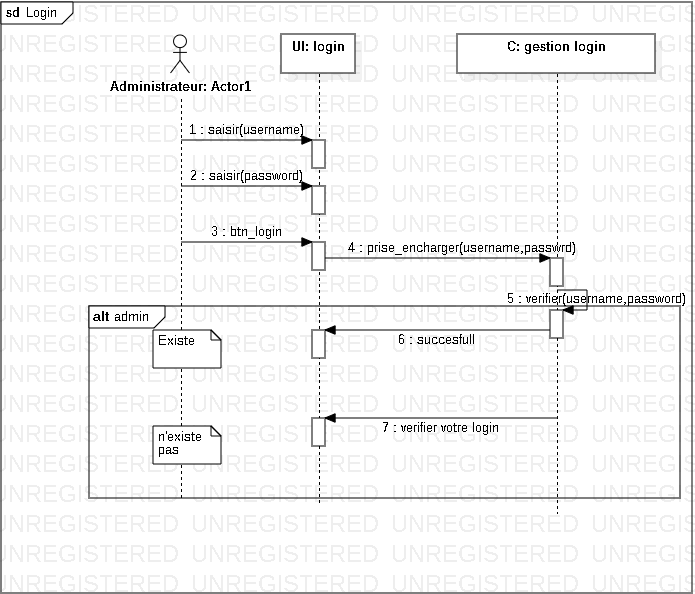 sd Login
UI: login
C: gestion login
Administrateur: Actor1
1 : saisir(username)
2 : saisir(password)
3 : btn_login
4 : prise_encharger(username,passwrd)
5 : verifier(username,password)
alt admin
Existe
6 : succesfull
7 : verifier votre login
n'existe
pas
UNREGISTERED UNREGISTERED UNREGISTERED UNREGISTERED